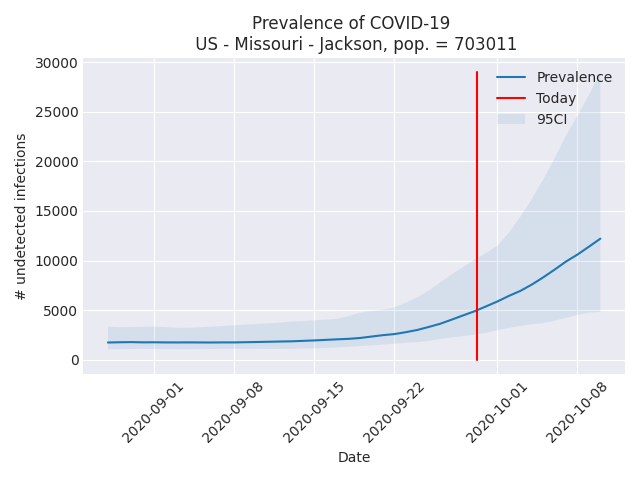 Prevalence of COVID-19
US - Missouri - Jackson, pop. = 703011
30000
25000
20000
15000
10000
5000
0
# undetected infections
Prevalence
Today
95CI
2020-09-01
2020-09-08
2020-09-15
2020-09-22
2020-10-01
2020-10-08
Date